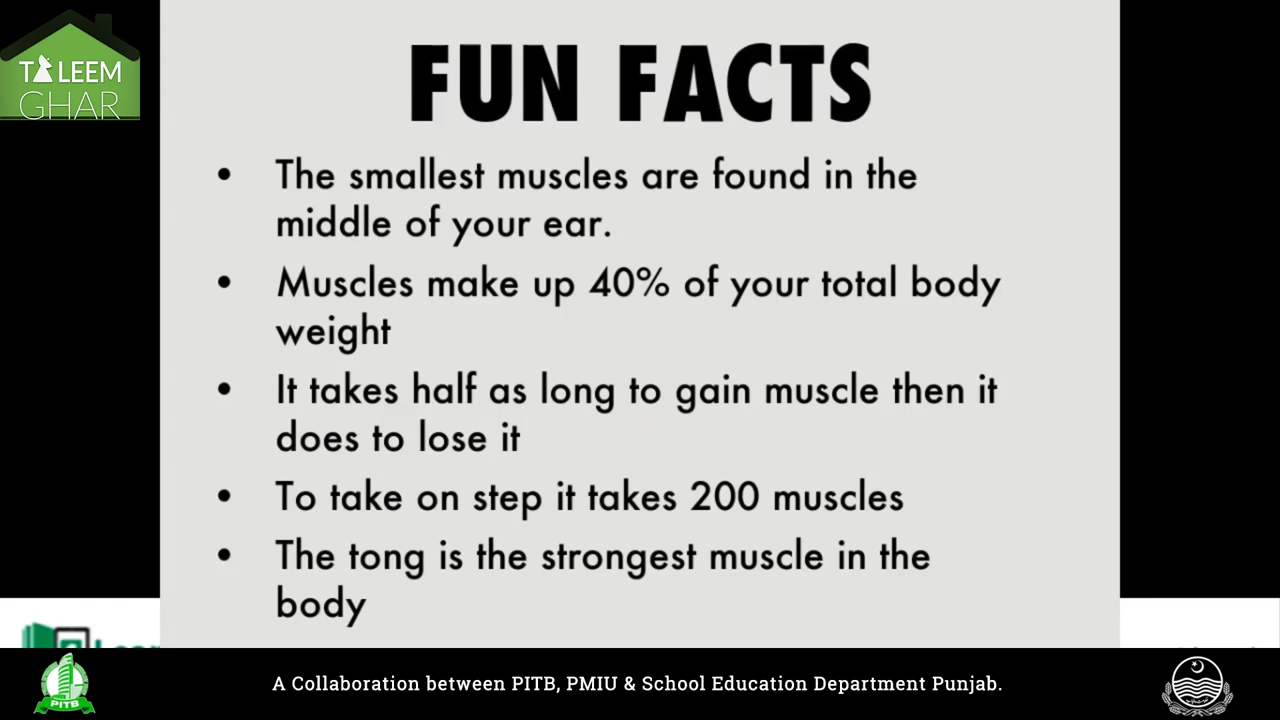 TALEEM
GHAR
FUN FACTS
• The smallest muscles are found in the
middle of your ear.
• Muscles make up 40% of your total body
weight
• It takes half as long to gain muscle then it
does to lose it
• To take on step it takes 200 muscles
• The tong is the strongest muscle in the
body
PITB
A Collaboration between PITB, PMIU & School Education Department Punjab.